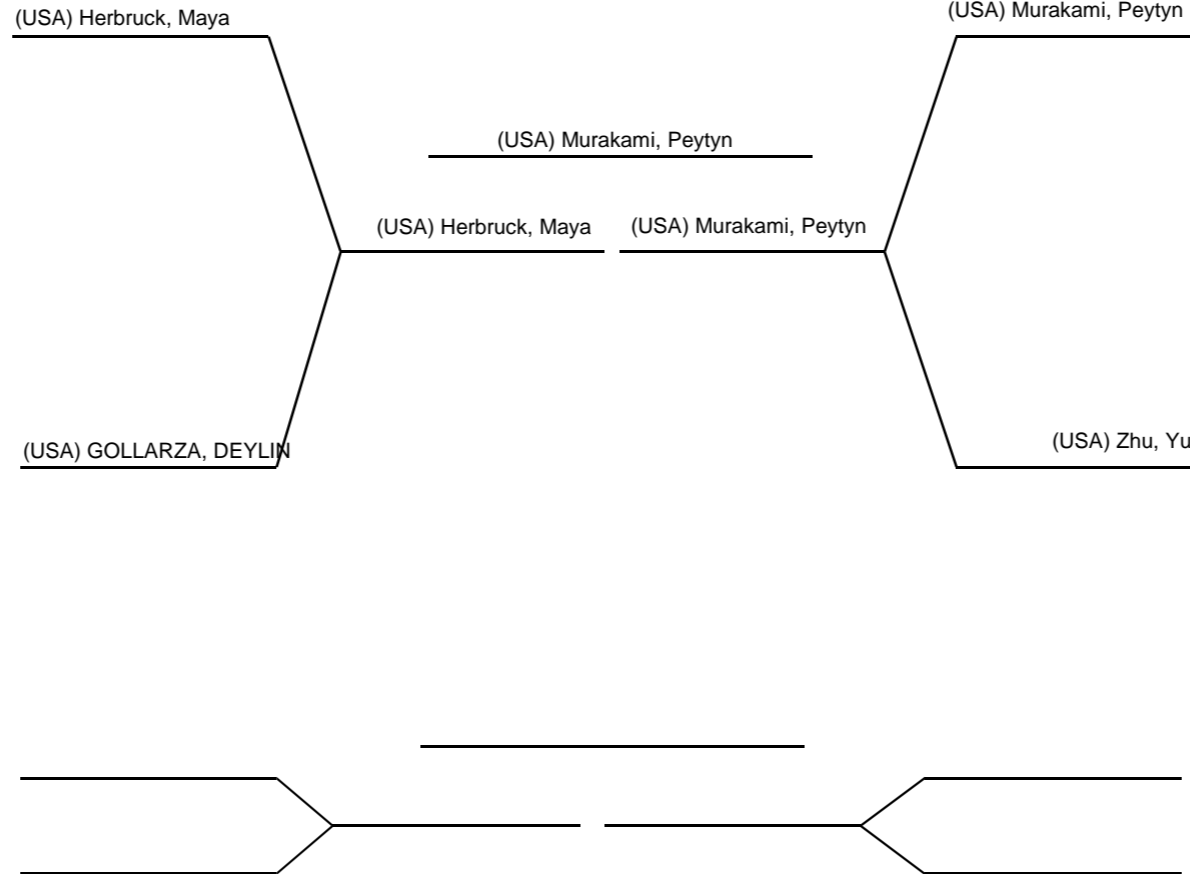 (USA) Herbruck, Maya
(USA) Murakami, Peytyn
(USA) Murakami, Peytyn
(USA) Herbruck, Maya
(USA) Murakami, Peytyn
(USA) GOLLARZA, DEYLIN
(USA) Zhu, Yu